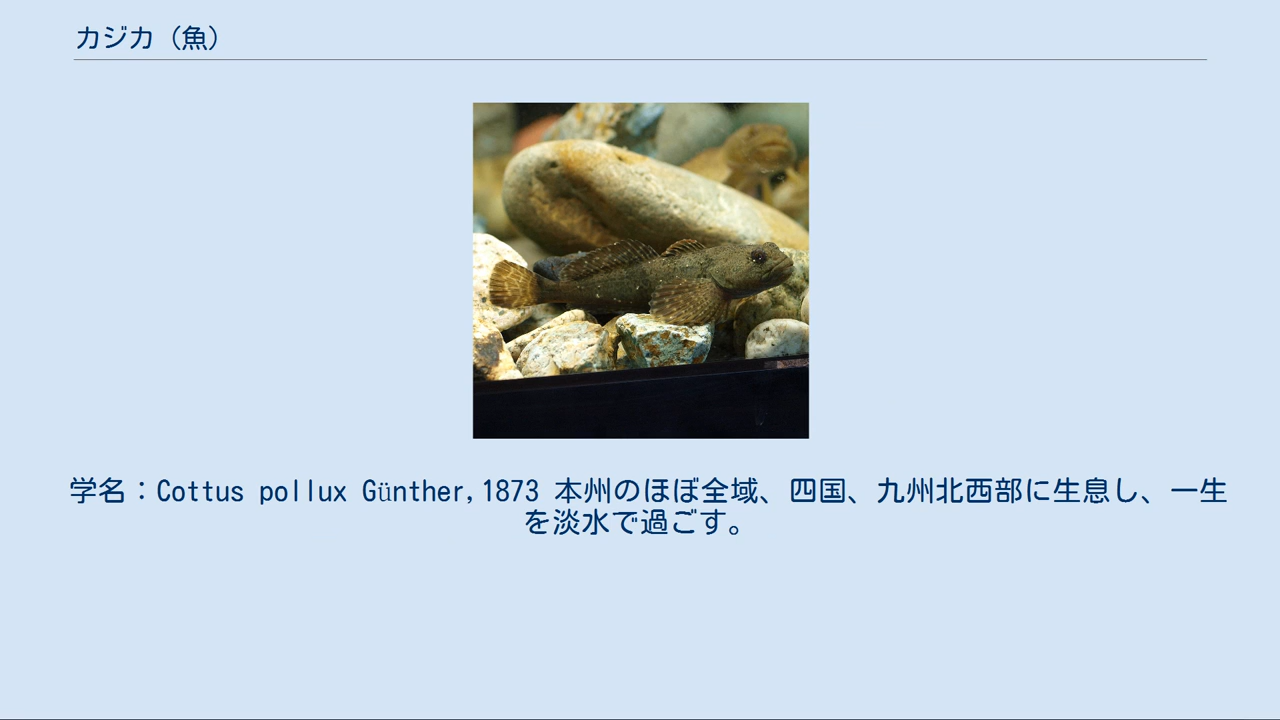 カジカ（魚）
学名：Cottus pollux Günther,1873 本州のほぼ全域、四国、九州北西部に生息し、一生
を淡水で過ごす。